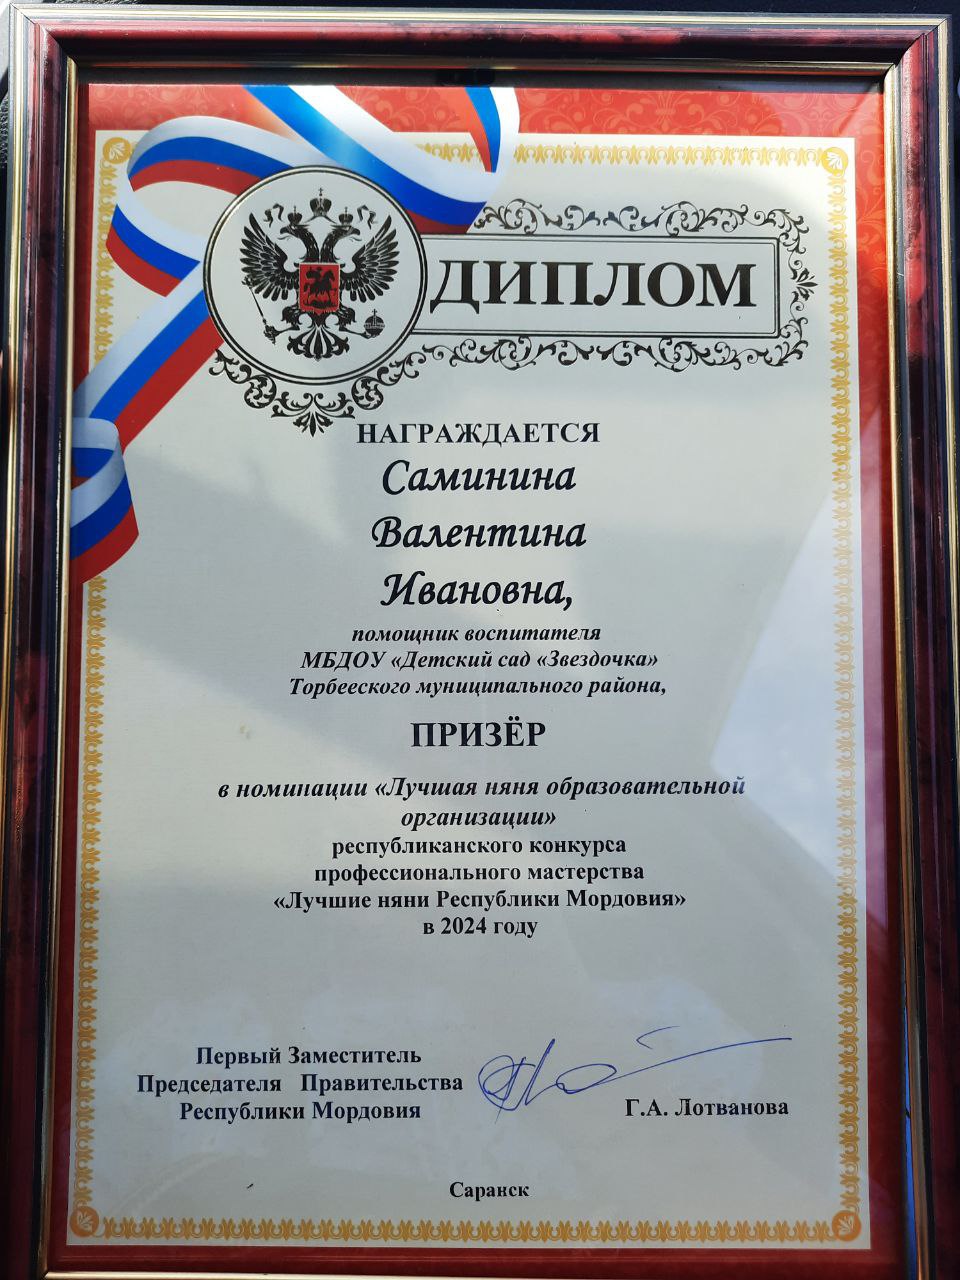 ДИПЛОМ
НАГРАЖДАЕТСЯ
Саминина
Валентина
Ивановна,
помощник воспитателя
МБДОУ «Детский сад «Звездочка»
Торбееского муниципального района,
ПРИЗЁР
в номинации «Лучшая няня образовательной
организации»
республиканского конкурса
профессионального мастерства
«Лучшие няни Республики Мордовия»
в 2024 году
Первый Заместитель
Председателя Правительства
Республики Мордовия
Г.А. Лотванова
Саранск